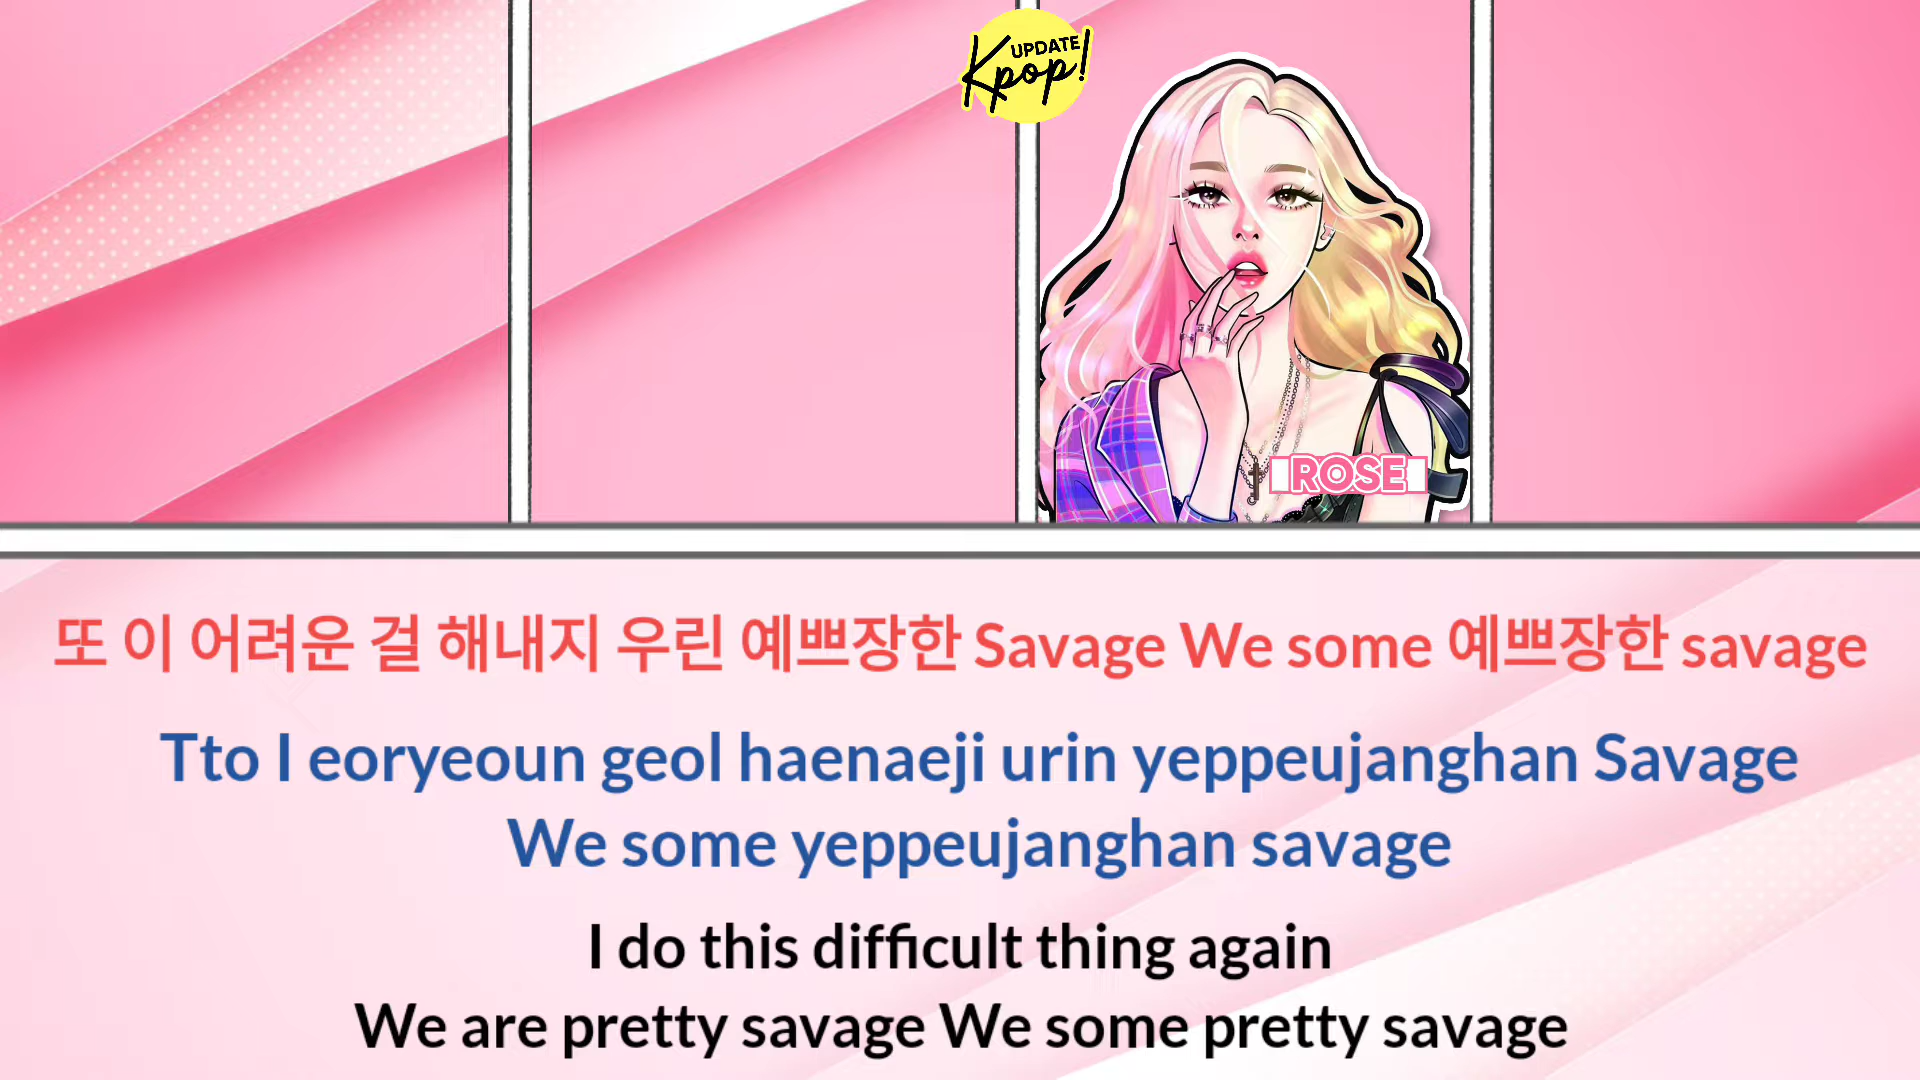 UPDATE
Kpop!
ROSE
또 이 어려운 걸 해내지 우린 예쁘장한 Savage We some 예쁘장한 savage
Tto I eoryeoun geol haenaeji urin yeppeujanghan Savage
We some yeppeujanghan savage
I do this difficult thing again
We are pretty savage We some pretty savage